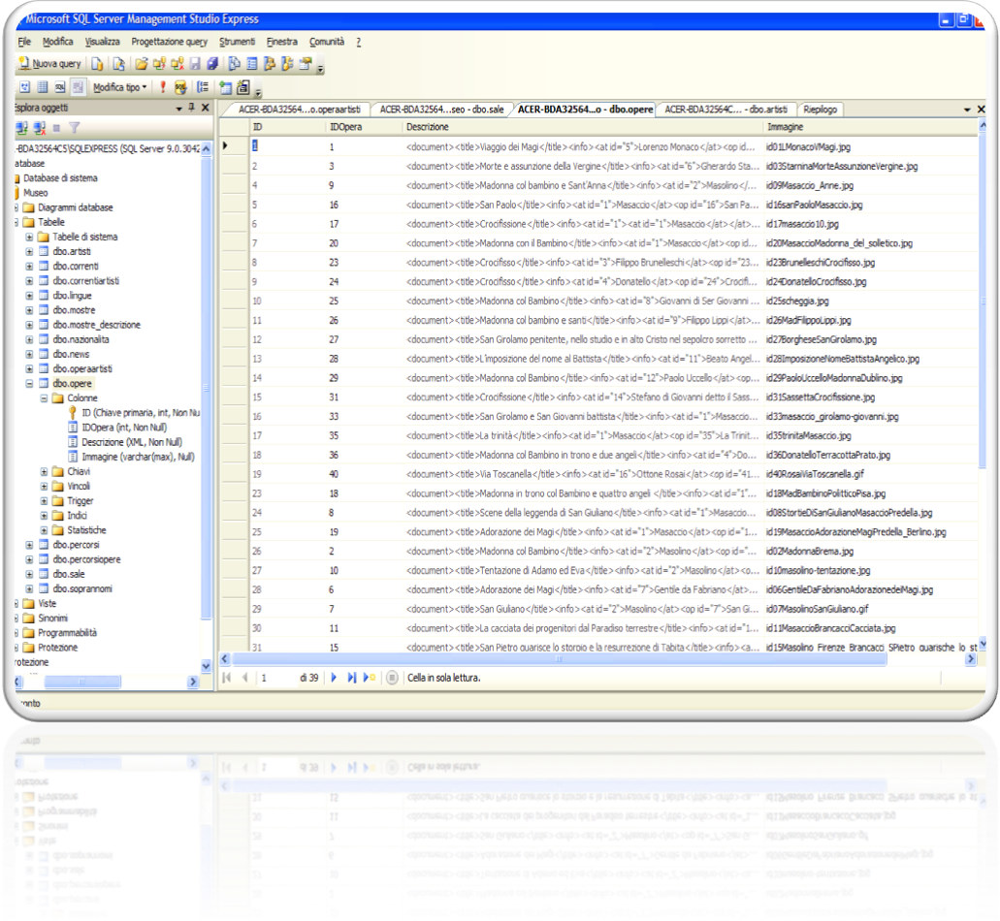 Microsoft SQL Server Management Studio Express
File Modifica Visualizza Progettazione query Strumenti Finestra Comunità ?
Nuova query
Modifica tipo
Esplora oggetti
-BDA32564C5\SQLEXPRESS (SQL Server 9.0.3042
atabase
Database di sistema
Museo
Diagrammi database
Tabelle
Tabelle di sistema
dbo.artisti
dbo.correnti
dbo.correntiartisti
dbo.lingue
dbo.mostre
dbo.mostre_descrizione
dbo.nazionalita
dbo.news
dbo.operaartisti
dbo.opere
Colonne
ID (Chiave primaria, int, Non Nu
IDOpera (int, Non Null)
Descrizione (XML, Non Null)
Immagine (varchar(max), Null)
Chiavi
Vincoli
Trigger
Indici
Statistiche
dbo.percorsi
dbo.percorsiopere
dbo.sale
dbo.soprannomi
Viste
Sinonimi
Programmabilità
Protezione
rotezione
ACER-BDA32564...o.operaartisti ACER-BDA32564...seo - dbo.sale ACER-BDA32564...o - dbo.opere ACER-BDA32564C... - dbo.artisti Riepilogo
ID IDOpera Descrizione Immagine
1 1 <document><title>Viaggio dei Magi</title><info><at id="5">Lorenzo Monaco</at><op id... id01LMonacoVMagi.jpg
2 3 <document><title>Morte e assunzione della Vergine</title><info><at id="6">Gherardo Sta... id03StarninaMorteAssunzioneVergine.jpg
4 9 <document><title>Madonna col bambino e Sant'Anna</title><info><at id="2">Masolino</... id09Masaccio_Anne.jpg
5 16 <document><title>San Paolo</title><info><at id="1">Masaccio</at><op id="16">San Pa... id16sanPaoloMasaccio.jpg
6 17 <document><title>Crocifissione</title><info><at id="1"><at id="1">Masaccio</at></at>... id17masaccio10.jpg
7 20 <document><title>Madonna con il Bambino</title><info><at id="1">Masaccio</at><op id... id20MasaccioMadonna_del_solletico.jpg
8 23 <document><title>Crocifisso</title><info><at id="3">Filippo Brunelleschi</at><op id="23... id23BrunelleschiCrocifisso.jpg
9 24 <document><title>Crocifisso</title><info><at id="4">Donatello</at><op id="24">Crocifi... id24DonatelloCrocifisso.jpg
10 25 <document><title>Madonna col bambino</title><info><at id="8">Giovanni di Ser Giovanni ... id25scheggia.jpg
11 26 <document><title>Madonna col bambino e santi</title><info><at id="9">Filippo Lippi</at>... id26MadFilippoLippi.jpg
12 27 <document><title>San Girolamo penitente, nello studio e in alto Cristo nel sepolcro sorretto ... id27BorgheseSanGirolamo.jpg
13 28 <document><title>L'imposizione del nome al Battista</title><info><at id="11">Beato Angel... id28ImposizioneNomeBattistaAngelico.jpg
14 29 <document><title>Madonna col bambino</title><info><at id="12">Paolo Uccello</at><op... id29PaoloUccelloMadonnaDublino.jpg
15 31 <document><title>Crocifissione</title><info><at id="14">Stefano di Giovanni detto il Sass... id31SassettaCrocifissione.jpg
16 33 <document><title>San Girolamo e San Giovanni battista</title><info><at id="1">Masaccio... id33masaccio_girolamo-giovanni.jpg
17 35 <document><title>La trinità</title><info><at id="1">Masaccio</at><op id="35">La Trinit... id35trinitaMasaccio.jpg
18 36 <document><title>Madonna col Bambino in trono e due angeli</title><info><at id="4">Do... id36DonatelloTerracottaPrato.jpg
19 40 <document><title>Via Toscanella</title><info><at id="16">Ottone Rosai</at><op id="41... id40RosaiViaToscanella.gif
23 18 <document><title>Madonna in trono col Bambino e quattro angeli </title><info><at id="1"... id18MadBambinoPolitticoPisa.jpg
24 8 <document><title>Scene della leggenda di San Giuliano</title><info><at id="1">Masaccio... id08StortieDiSanGiulianoMasaccioPredella.jpg
25 19 <document><title>Adorazione dei Magi</title><info><at id="1">Masaccio</at><op id="1... id19MasaccioAdorazioneMagiPredella_Berlino.jpg
26 2 <document><title>Madonna col Bambino</title><info><at id="2">Masolino</at><op id="... id02MadonnaBrema.jpg
27 10 <document><title>Tentazione di Adamo ed Eva</title><info><at id="2">Masolino</at><o... id10masolino-tentazione.jpg
28 6 <document><title>Adorazione dei Magi</title><info><at id="7">Gentile da Fabriano</at>... id06GentileDaFabrianoAdorazionedeiMagi.jpg
29 7 <document><title>San Giuliano</title><info><at id="2">Masolino</at><op id="7">San Gi... id07MasolinoSanGiuliano.gif
30 11 <document><title>La cacciata dei progenitori dal Paradiso terrestre</title><info><at id="1... id11MasaccioBrancacciCacciata.jpg
31 15 <document><title>San Pietro guarisce lo storpio e la resurrezione di Tabita</title><info><a... id15Masolino Firenze Brancacci SPietro guarische lo st
1 di 39 Cella in sola lettura.
ronto